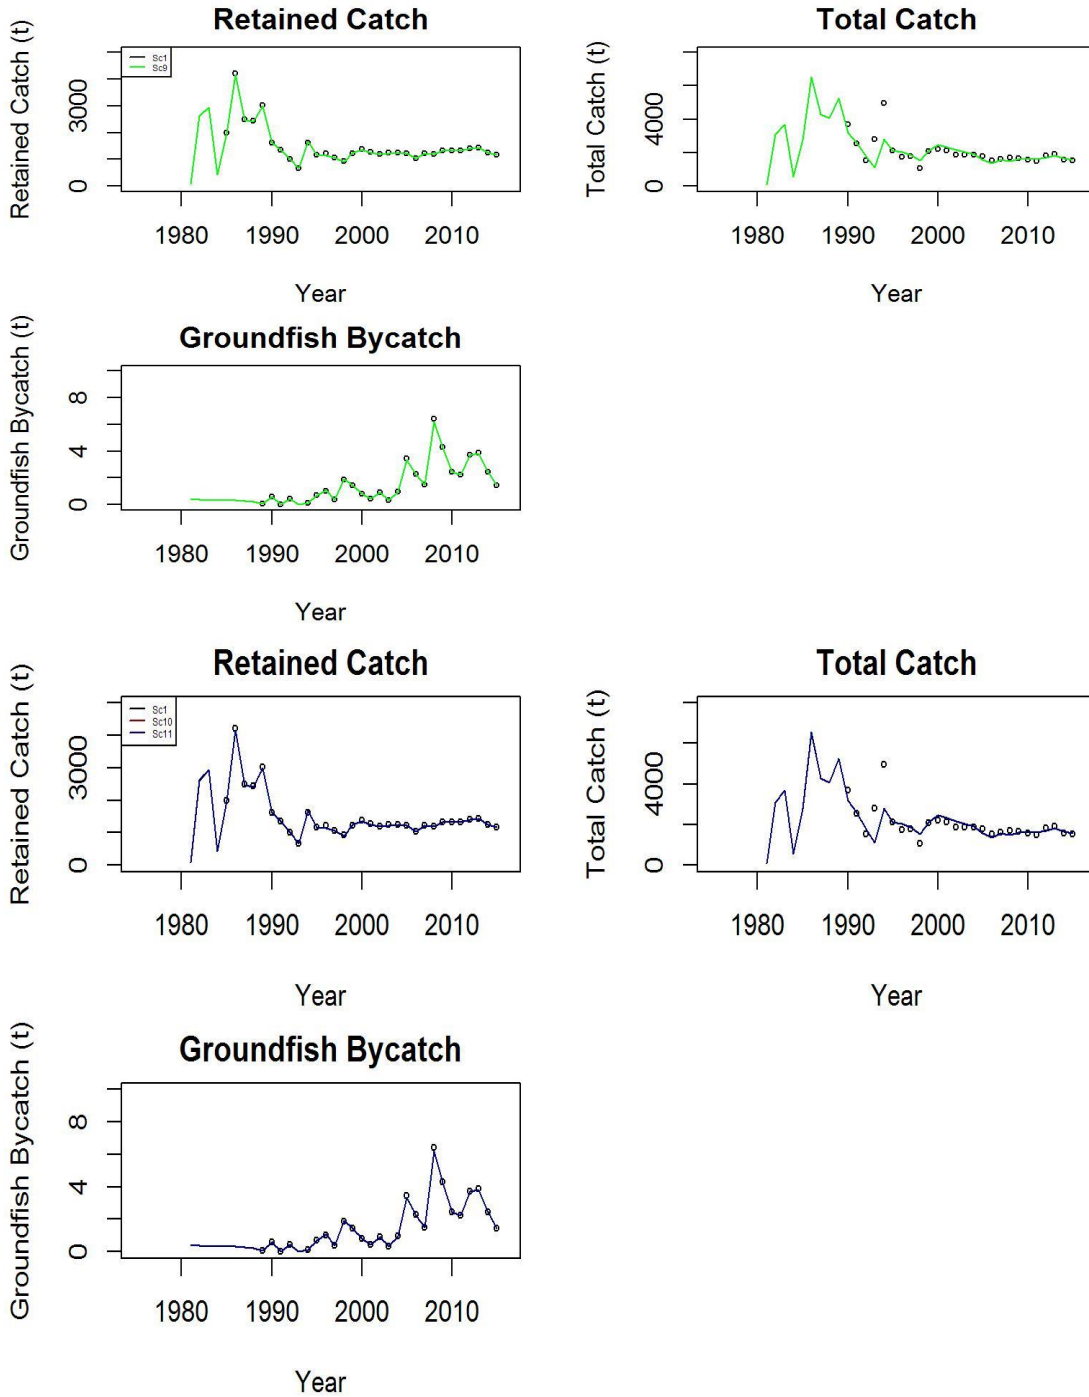 Retained Catch
Total Catch
Retained Catch (t)
3000
0
Sc1
Sc9
1980 1990 2000 2010
Year
Total Catch (t)
4000
0
1980 1990 2000 2010
Year
Groundfish Bycatch
Groundfish Bycatch (t)
8
4
0
1980 1990 2000 2010
Year
Retained Catch
Total Catch
Retained Catch (t)
3000
0
Sc1
Sc10
Sc11
1980 1990 2000 2010
Year
Total Catch (t)
4000
0
1980 1990 2000 2010
Year
Groundfish Bycatch
Groundfish Bycatch (t)
8
4
0
1980 1990 2000 2010
Year